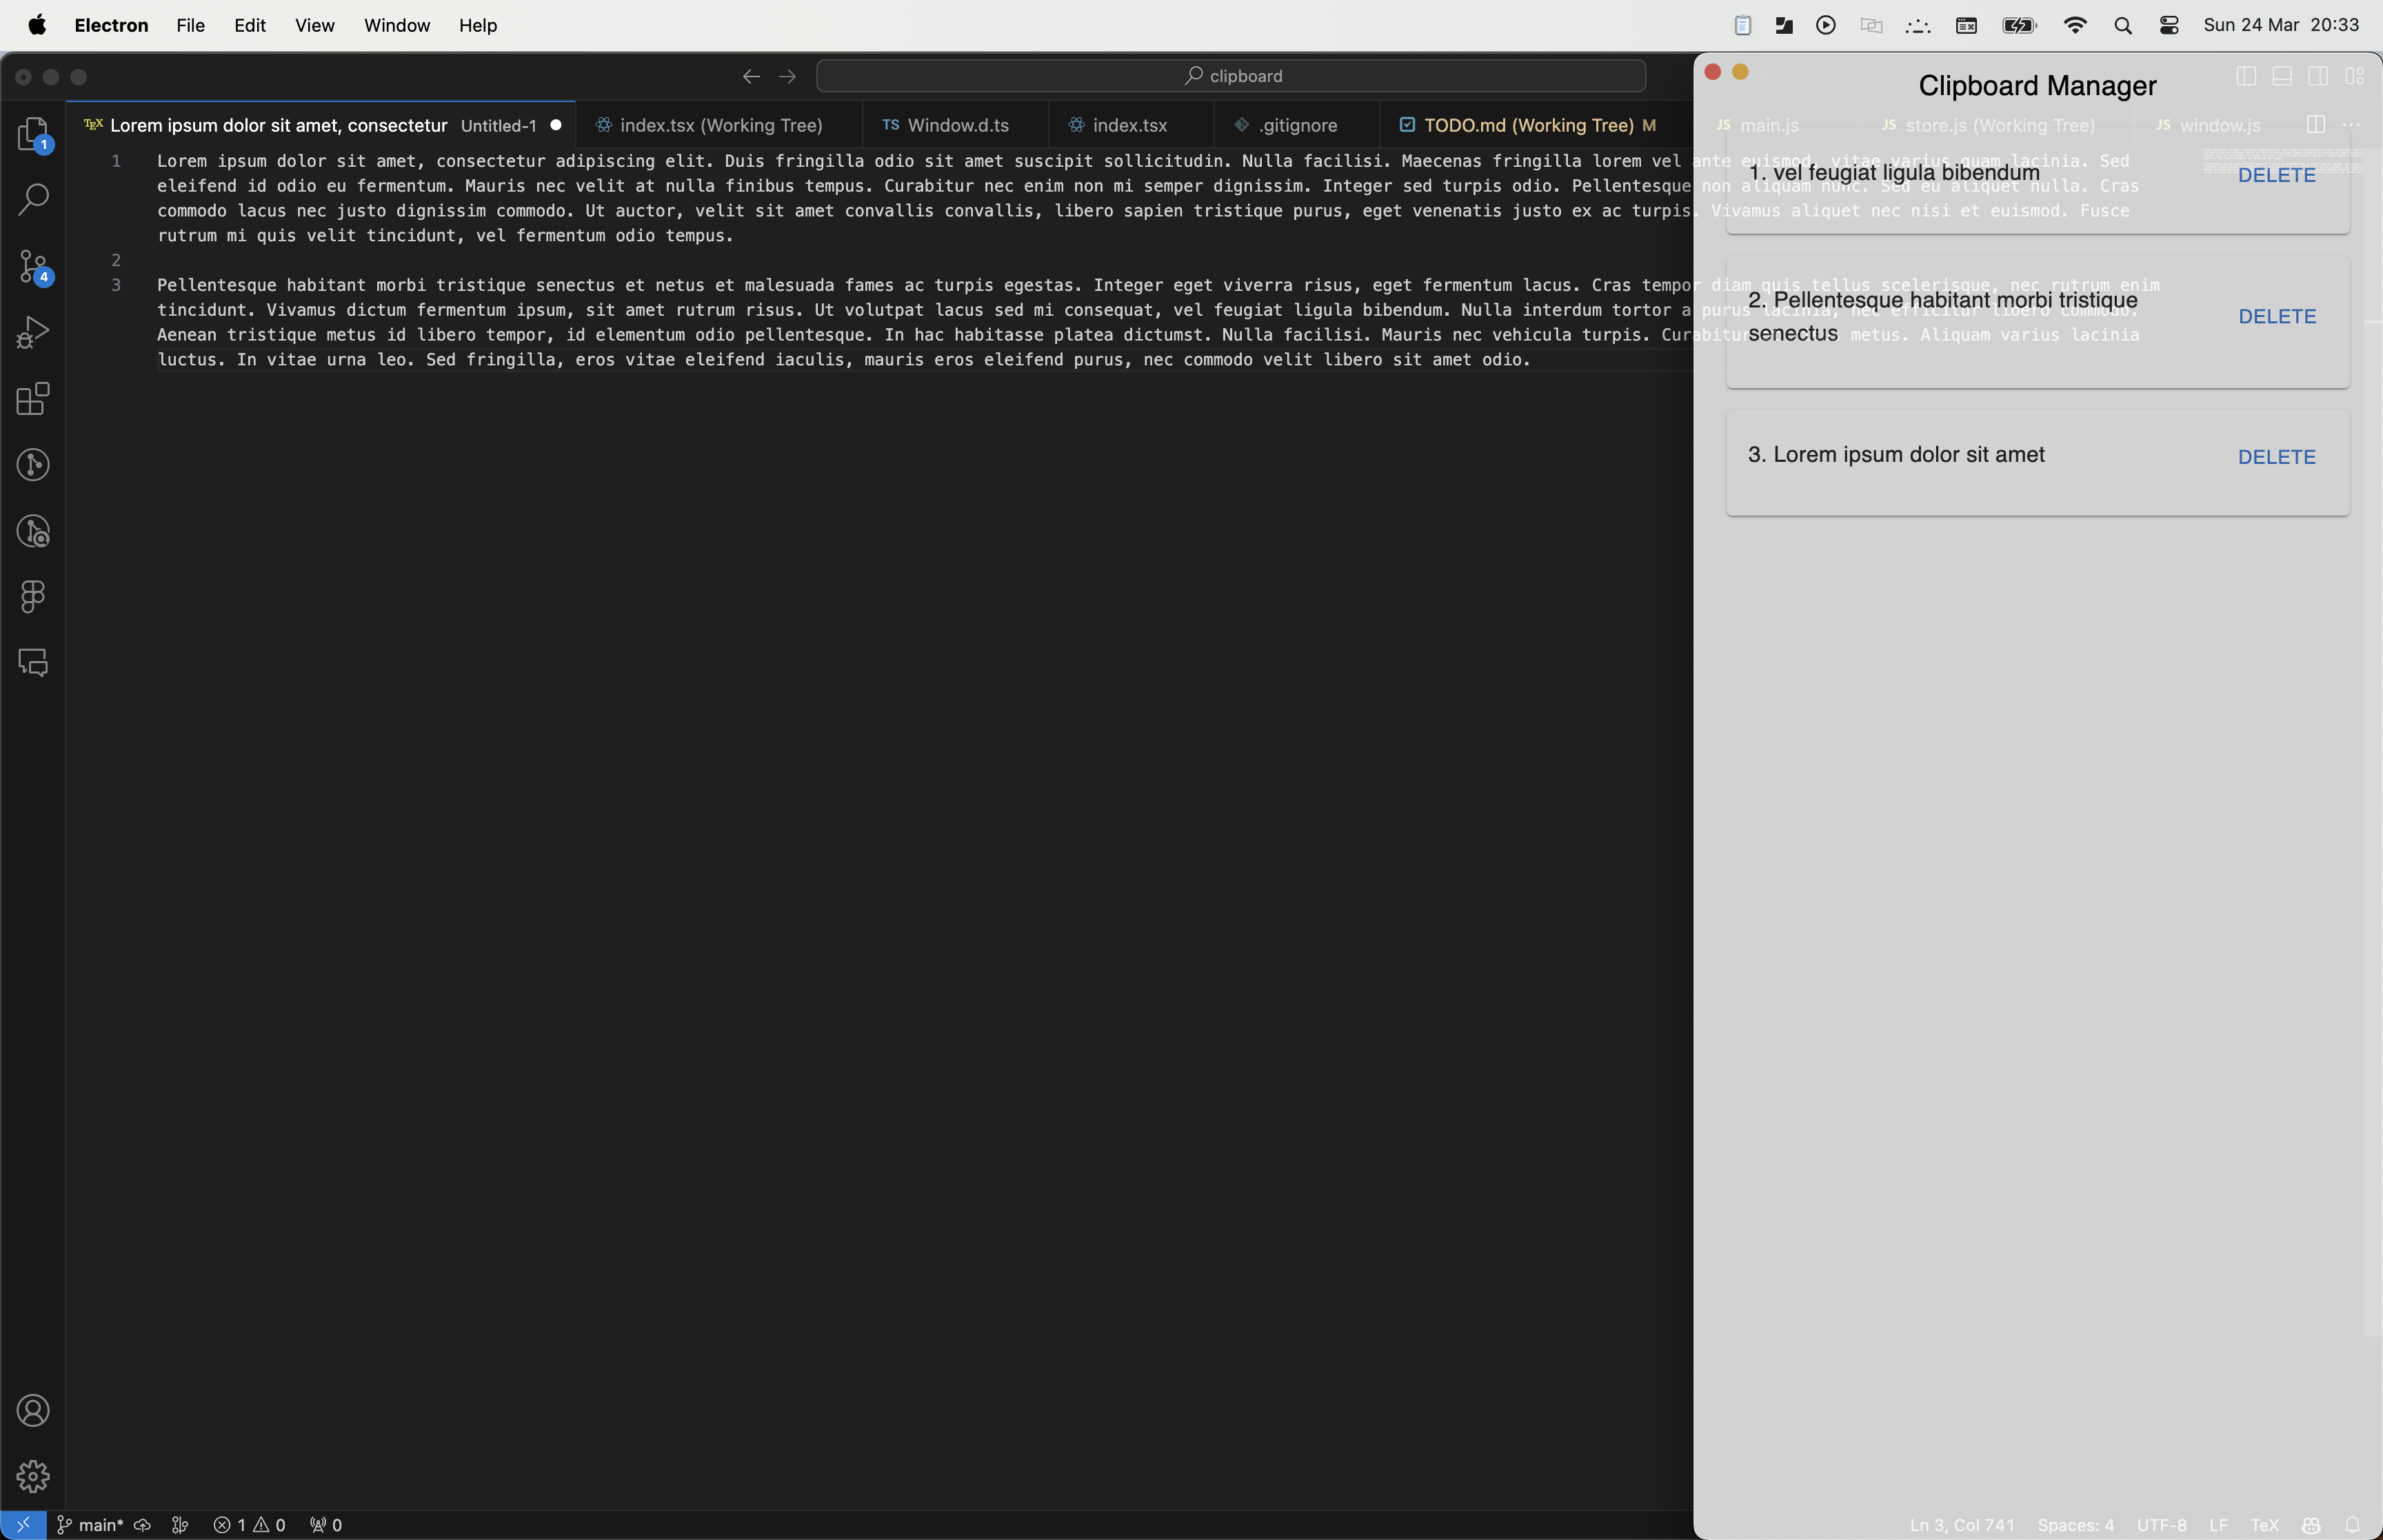 Electron File Edit View Window Help Sun 24 Mar 20:33
clipboard
Clipboard Manager
TEX Lorem ipsum dolor sit amet, consectetur Untitled-1 index.tsx (Working Tree) TS Window.d.ts index.tsx .gitignore TODO.md (Working Tree) M JS main.js JS store.js (Working Tree) JS window.js
1
1 Lorem ipsum dolor sit amet, consectetur adipiscing elit. Duis fringilla odio sit amet suscipit sollicitudin. Nulla facilisi. Maecenas fringilla lorem vel ante euismod, vitae varius quam lacinia. Sed
eleifend id odio eu fermentum. Mauris nec velit at nulla finibus tempus. Curabitur nec enim non mi semper dignissim. Integer sed turpis odio. Pellentesque non aliquam nunc. Sed eu aliquet nulla. Cras
commodo lacus nec justo dignissim commodo. Ut auctor, velit sit amet convallis convallis, libero sapien tristique purus, eget venenatis justo ex ac turpis. Vivamus aliquet nec nisi et euismod. Fusce
rutrum mi quis velit tincidunt, vel fermentum odio tempus.
2
4
3 Pellentesque habitant morbi tristique senectus et netus et malesuada fames ac turpis egestas. Integer eget viverra risus, eget fermentum lacus. Cras tempor diam quis tellus scelerisque, nec rutrum enim
tincidunt. Vivamus dictum fermentum ipsum, sit amet rutrum risus. Ut volutpat lacus sed mi consequat, vel feugiat ligula bibendum. Nulla interdum tortor a purus lacinia, nec efficitur libero commodo.
Aenean tristique metus id libero tempor, id elementum odio pellentesque. In hac habitasse platea dictumst. Nulla facilisi. Mauris nec vehicula turpis. Curabitur metus. Aliquam varius lacinia
luctus. In vitae urna leo. Sed fringilla, eros vitae eleifend iaculis, mauris eros eleifend purus, nec commodo velit libero sit amet odio.
1. vel feugiat ligula bibendum DELETE
2. Pellentesque habitant morbi tristique
senectus DELETE
3. Lorem ipsum dolor sit amet DELETE
main* 1 0 0 Ln 3, Col 741 Spaces: 4 UTF-8 LF TeX